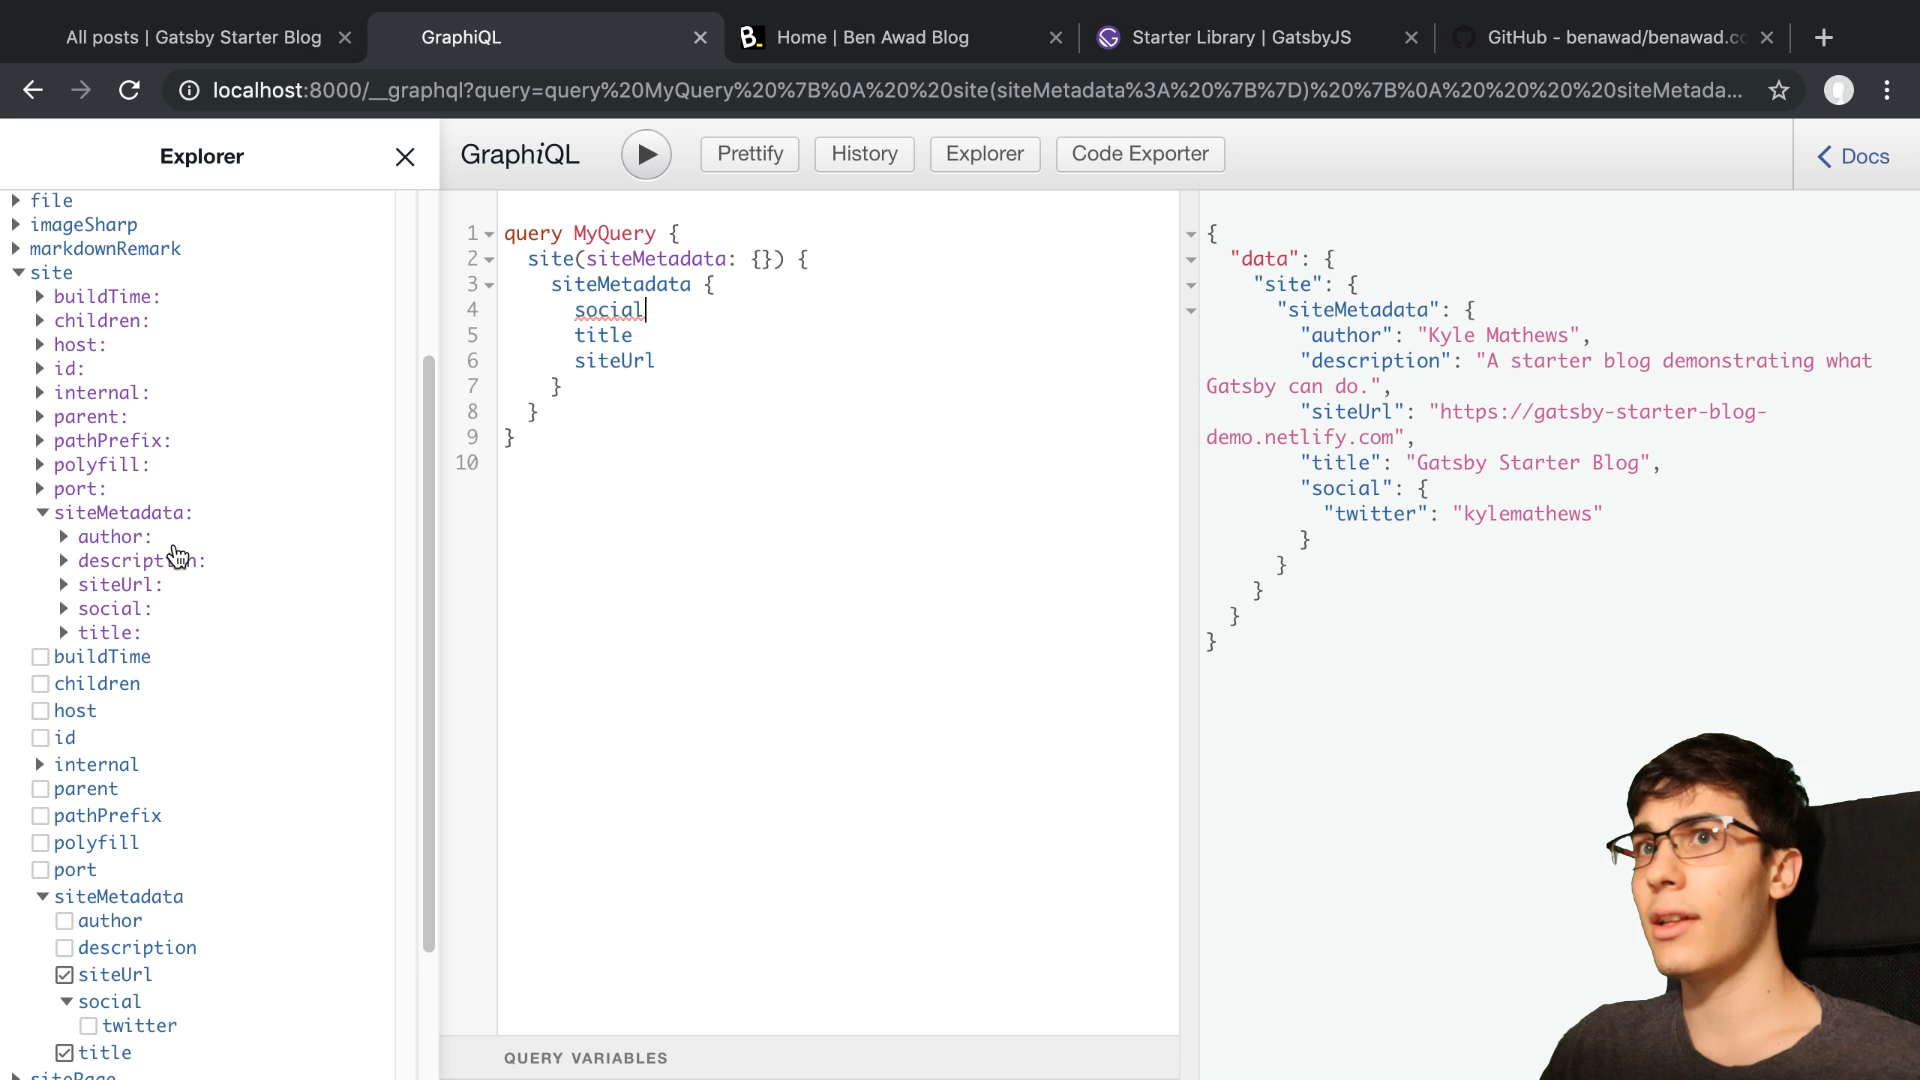 All posts | Gatsby Starter Blog
GraphiQL
B. Home | Ben Awad Blog
Starter Library | GatsbyJS
GitHub - benawad/benawad.cc
localhost:8000/__graphql?query=query%20MyQuery%20%7B%0A%20%20site(siteMetadata%3A%20%7B%7D)%20%7B%0A%20%20%20%20siteMetada...
Explorer
GraphiQL
Prettify
History
Explorer
Code Exporter
Docs
file
imageSharp
markdownRemark
site
buildTime:
children:
host:
id:
internal:
parent:
pathPrefix:
polyfill:
port:
siteMetadata:
author:
siteUrl:
social:
title:
buildTime
children
host
id
internal
parent
pathPrefix
polyfill
port
siteMetadata
author
description
siteUrl
social
twitter
title
1 query MyQuery {
2 site(siteMetadata: {}) {
3 siteMetadata {
4 social
5 title
6 siteUrl
7 }
8 }
9 }
10
QUERY VARIABLES
{
"data": {
"site": {
"siteMetadata": {
"author": "Kyle Mathews",
"description": "A starter blog demonstrating what
Gatsby can do.",
"siteUrl": "https://gatsby-starter-blog-
demo.netlify.com",
"title": "Gatsby Starter Blog",
"social": {
"twitter": "kylemathews"
}
}
}
}
}